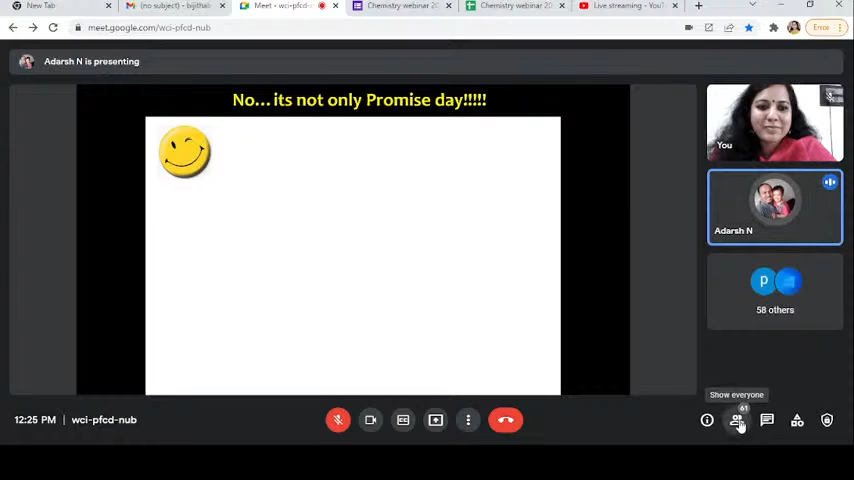 New Tab
(no subject) - bijithai
Meet - wci-pfcd-
Chemistry webinar 20
Chemistry webinar 20
Live streaming - YouT
meet.google.com/wci-pfcd-nub
Error
Adarsh N is presenting
No... its not only Promise day!!!!!
You
Adarsh N
p
58 others
Show everyone
61
12:25 PM | wci-pfcd-nub